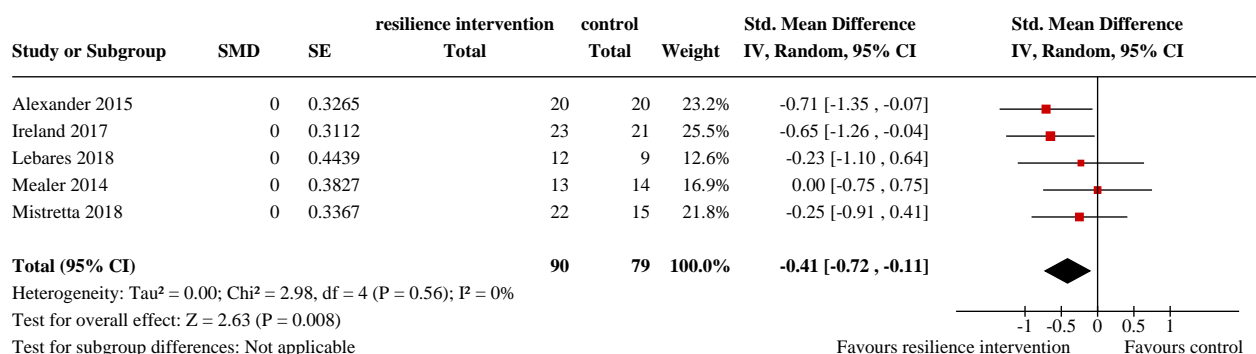 resilience intervention control Std. Mean Difference Std. Mean Difference
Study or Subgroup SMD SE Total Total Weight IV, Random, 95% CI IV, Random, 95% CI
Alexander 2015 0 0.3265 20 20 23.2% -0.71 [-1.35 , -0.07]
Ireland 2017 0 0.3112 23 21 25.5% -0.65 [-1.26 , -0.04]
Lebares 2018 0 0.4439 12 9 12.6% -0.23 [-1.10 , 0.64]
Mealer 2014 0 0.3827 13 14 16.9% 0.00 [-0.75 , 0.75]
Mistretta 2018 0 0.3367 22 15 21.8% -0.25 [-0.91 , 0.41]
Total (95% CI) 90 79 100.0% -0.41 [-0.72 , -0.11]
Heterogeneity: Tau² = 0.00; Chi² = 2.98, df = 4 (P = 0.56); I² = 0%
Test for overall effect: Z = 2.63 (P = 0.008) -1 -0.5 0 0.5 1
Test for subgroup differences: Not applicable Favours resilience intervention Favours control